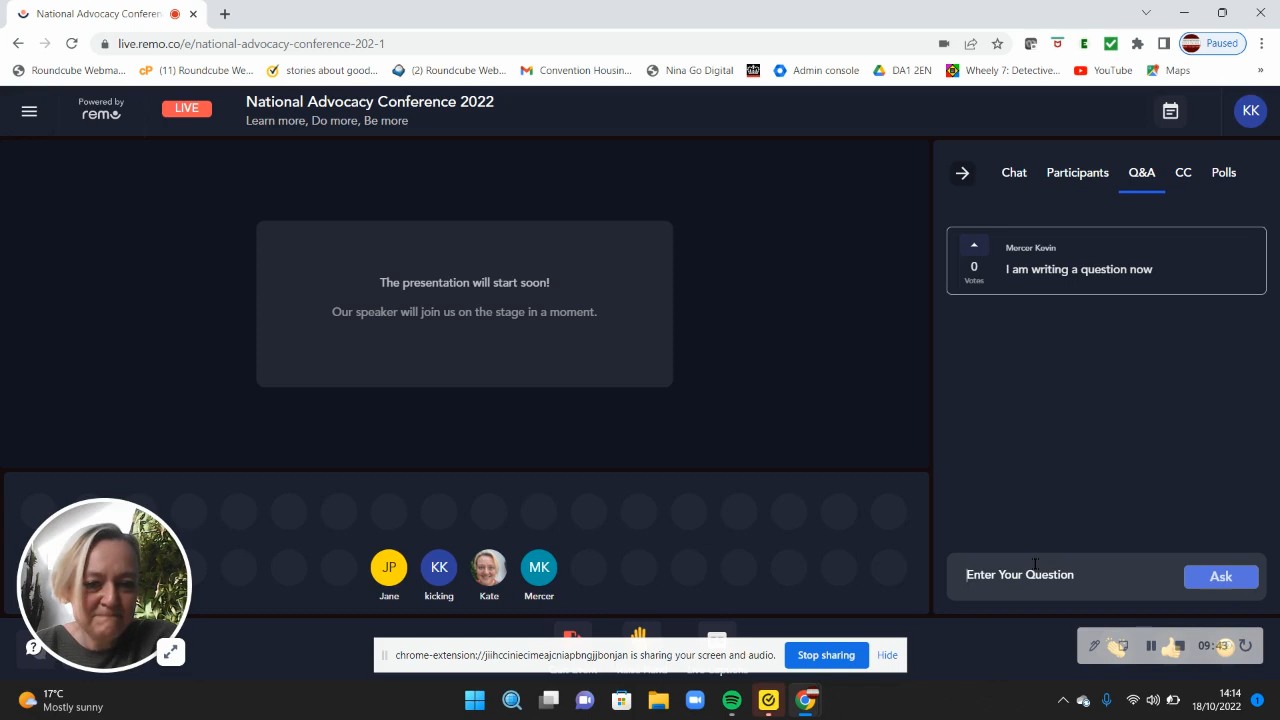 National Advocacy Conferen
live.remo.co/e/national-advocacy-conference-202-1
Paused
Roundcube Webma...
cP (11) Roundcube We...
stories about good...
(2) Roundcube Web...
Convention Housin...
Nina Go Digital
Admin console
DA1 2EN
Wheely 7: Detective...
YouTube
Maps
»
Powered by
remo
LIVE
National Advocacy Conference 2022
Learn more, Do more, Be more
KK
Chat
Participants
Q&A
CC
Polls
Mercer Kevin
0
Votes
I am writing a question now
The presentation will start soon!
Our speaker will join us on the stage in a moment.
JP
KK
MK
Jane
kicking
Kate
Mercer
Enter Your Question
Ask
chrome-extension://jiihcciniecimeajcniapbngjjbonjan is sharing your screen and audio.
Stop sharing
Hide
09:43
17°C
Mostly sunny
14:14
18/10/2022
1